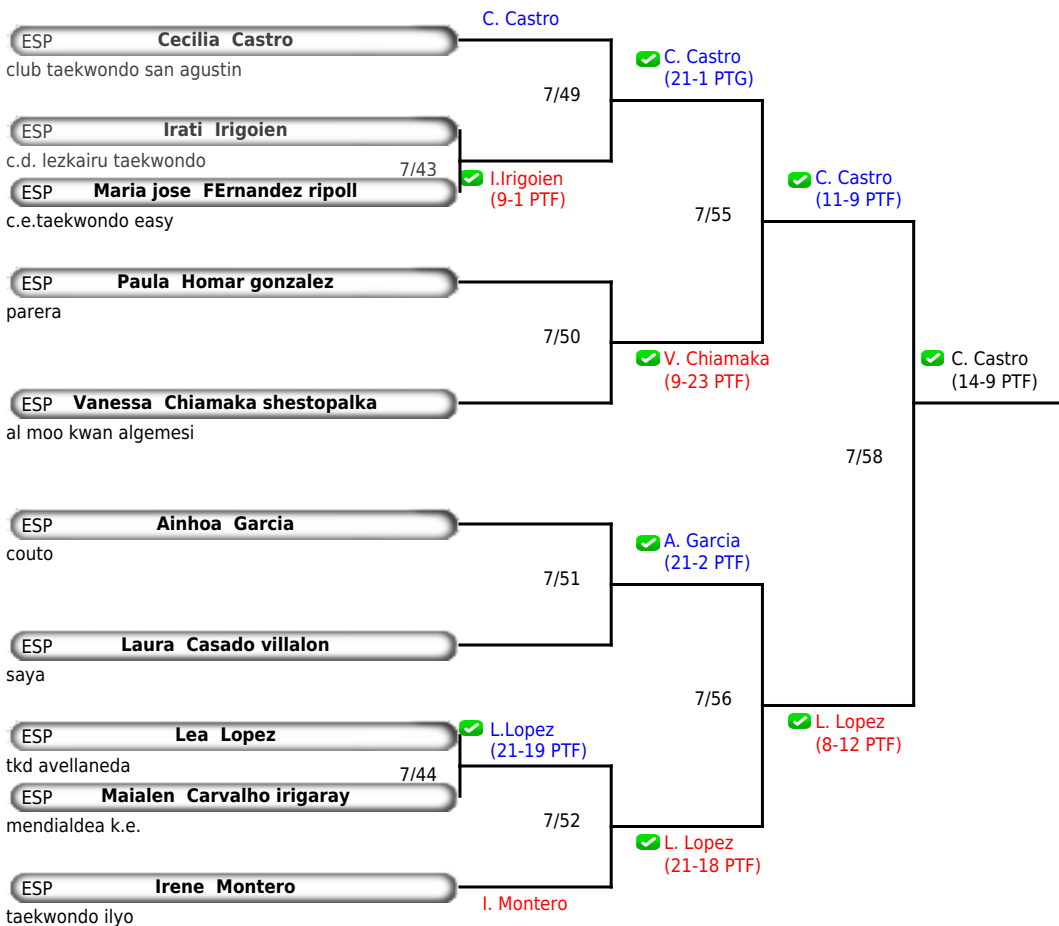 C. Castro
ESP Cecilia Castro
club taekwondo san agustin
C. Castro
(21-1 PTG)
7/49
ESP Irati Irigoien
c.d. lezkairu taekwondo
7/43
I.Irigoien
(9-1 PTF)
ESP Maria jose FErnandez ripoll
c.e.taekwondo easy
C. Castro
(11-9 PTF)
7/55
ESP Paula Homar gonzalez
parera
7/50
V. Chiamaka
(9-23 PTF)
C. Castro
(14-9 PTF)
ESP Vanessa Chiamaka shestopalka
al moo kwan algemesi
7/58
ESP Ainhoa Garcia
couto
A. Garcia
(21-2 PTF)
7/51
ESP Laura Casado villalon
saya
7/56
L. Lopez
(8-12 PTF)
ESP Lea Lopez
L.Lopez
(21-19 PTF)
tkd avellaneda
7/44
ESP Maialen Carvalho irigaray
mendialdea k.e.
7/52
L. Lopez
(21-18 PTF)
ESP Irene Montero
I. Montero
taekwondo ilyo